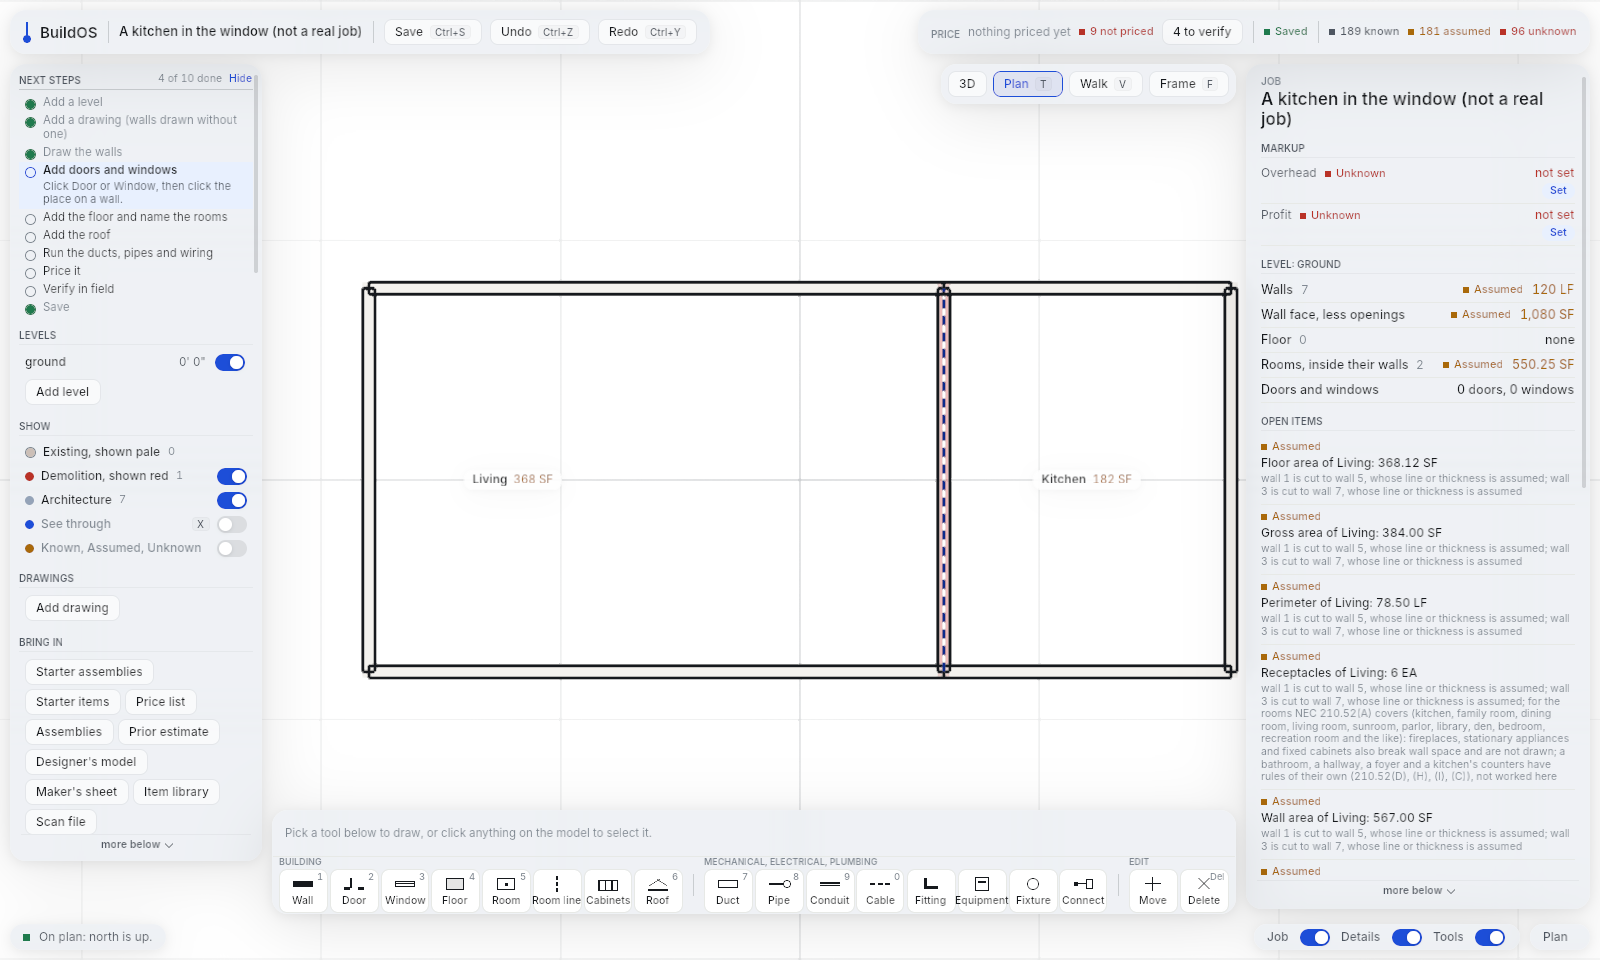 BuildOS
A kitchen in the window (not a real job)
Save Ctrl+S
Undo Ctrl+Z
Redo Ctrl+Y
PRICE nothing priced yet 9 not priced 4 to verify Saved 189 known 181 assumed 96 unknown
3D
Plan T
Walk V
Frame F
NEXT STEPS 4 of 10 done Hide
Add a level
Add a drawing (walls drawn without
one)
Draw the walls
Add doors and windows
Click Door or Window, then click the
place on a wall.
Add the floor and name the rooms
Add the roof
Run the ducts, pipes and wiring
Price it
Verify in field
Save
LEVELS
ground 0' 0"
Add level
SHOW
Existing, shown pale 0
Demolition, shown red 1
Architecture 7
See through X
Known, Assumed, Unknown
DRAWINGS
Add drawing
BRING IN
Starter assemblies
Starter items Price list
Assemblies Prior estimate
Designer's model
Maker's sheet Item library
Scan file
more below
On plan: north is up.
Living 368 SF
Kitchen 182 SF
Pick a tool below to draw, or click anything on the model to select it.
BUILDING
Wall 1
Door 2
Window 3
Floor 4
Room 5
Room line
Cabinets
Roof 6
MECHANICAL, ELECTRICAL, PLUMBING
Duct 7
Pipe 8
Conduit 9
Cable 0
Fitting
Equipment
Fixture
Connect
EDIT
Move
Delete Del
JOB
A kitchen in the window (not a real
job)
MARKUP
Overhead Unknown not set
Set
Profit Unknown not set
Set
LEVEL: GROUND
Walls 7 Assumed 120 LF
Wall face, less openings Assumed 1,080 SF
Floor 0 none
Rooms, inside their walls 2 Assumed 550.25 SF
Doors and windows 0 doors, 0 windows
OPEN ITEMS
Assumed
Floor area of Living: 368.12 SF
wall 1 is cut to wall 5, whose line or thickness is assumed; wall
3 is cut to wall 7, whose line or thickness is assumed
Assumed
Gross area of Living: 384.00 SF
wall 1 is cut to wall 5, whose line or thickness is assumed; wall
3 is cut to wall 7, whose line or thickness is assumed
Assumed
Perimeter of Living: 78.50 LF
wall 1 is cut to wall 5, whose line or thickness is assumed; wall
3 is cut to wall 7, whose line or thickness is assumed
Assumed
Receptacles of Living: 6 EA
wall 1 is cut to wall 5, whose line or thickness is assumed; wall
3 is cut to wall 7, whose line or thickness is assumed; for the
rooms NEC 210.52(A) covers (kitchen, family room, dining
room, living room, sunroom, parlor, library, den, bedroom,
recreation room and the like): fireplaces, stationary appliances
and fixed cabinets also break wall space and are not drawn; a
bathroom, a hallway, a foyer and a kitchen's counters have
rules of their own (210.52(D), (H), (I), (C)), not worked here
Assumed
Wall area of Living: 567.00 SF
wall 1 is cut to wall 5, whose line or thickness is assumed; wall
3 is cut to wall 7, whose line or thickness is assumed
Assumed
more below
Job Details Tools Plan